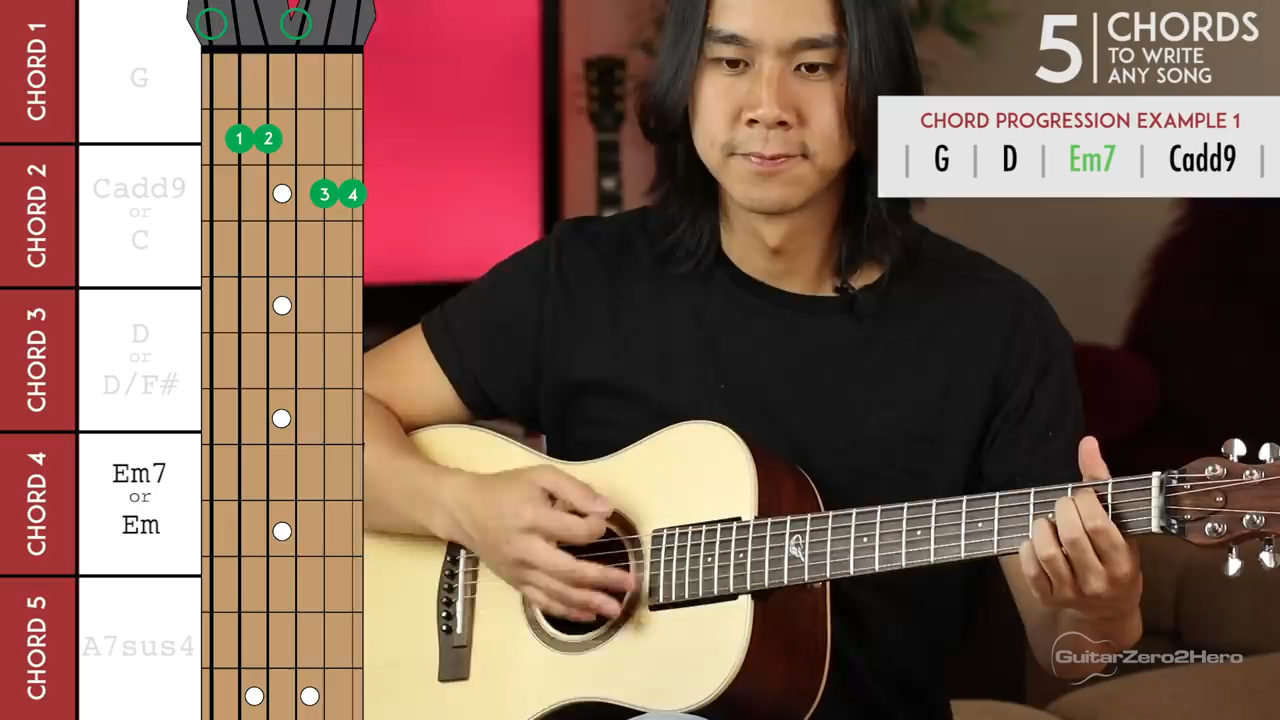 CHORD 1
G
CHORD 2
Cadd9
or
C
CHORD 3
D
or
D/F#
CHORD 4
Em7
or
Em
CHORD 5
A7sus4
1 2
3 4
5 CHORDS
TO WRITE
ANY SONG
CHORD PROGRESSION EXAMPLE 1
| G | D | Em7 | Cadd9 |
GuitarZero2Hero